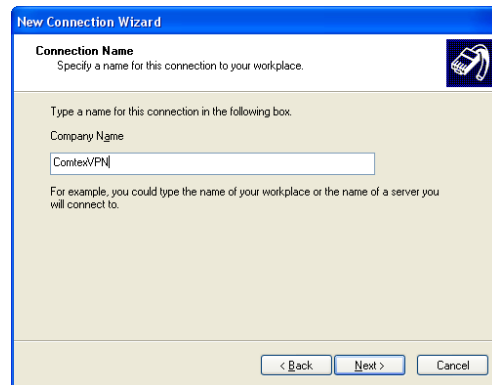 New Connection Wizard
Connection Name
Specify a name for this connection to your workplace.
Type a name for this connection in the following box.
Company Name
ComtexVPN
For example, you could type the name of your workplace or the name of a server you
will connect to.
< Back
Next >
Cancel